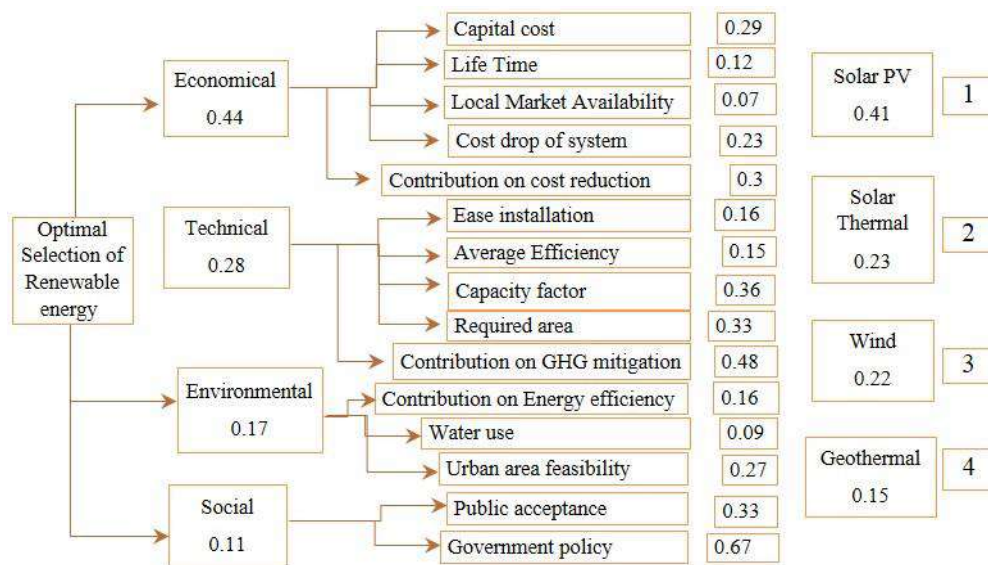 Optimal
Selection of
Renewable
energy
Economical
0.44
Capital cost
0.29
Life Time
0.12
Local Market Availability
0.07
Cost drop of system
0.23
Contribution on cost reduction
0.3
Technical
0.28
Ease installation
0.16
Average Efficiency
0.15
Capacity factor
0.36
Required area
0.33
Contribution on GHG mitigation
0.48
Environmental
0.17
Contribution on Energy efficiency
0.16
Water use
0.09
Urban area feasibility
0.27
Social
0.11
Public acceptance
0.33
Government policy
0.67
Solar PV
0.41
1
Solar
Thermal
0.23
2
Wind
0.22
3
Geothermal
0.15
4